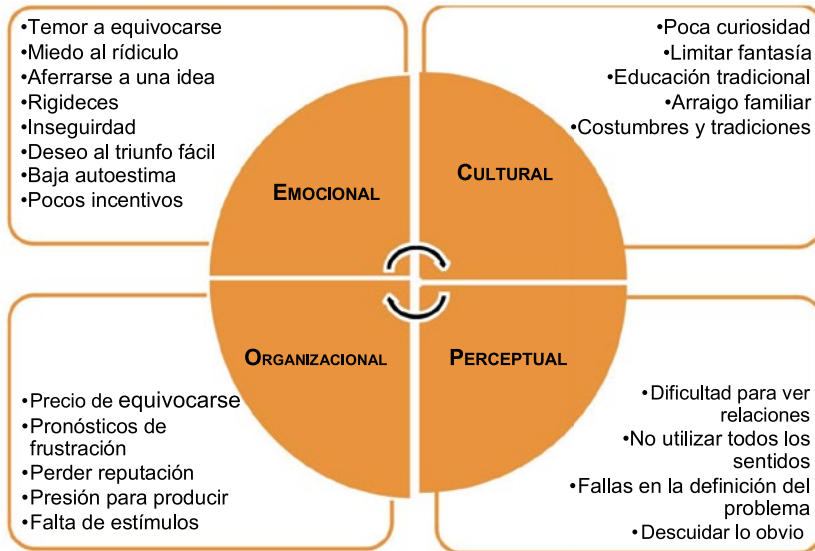 •Temor a equivocarse
•Miedo al rídiculo
•Aferrarse a una idea
•Rigideces
•Inseguirdad
•Deseo al triunfo fácil
•Baja autoestima
•Pocos incentivos
EMOCIONAL
•Poca curiosidad
•Limitar fantasía
•Educación tradicional
•Arraigo familiar
•Costumbres y tradiciones
CULTURAL
ORGANIZACIONAL
•Precio de equivocarse
•Pronósticos de
frustración
•Perder reputación
•Presión para producir
•Falta de estímulos
PERCEPTUAL
•Dificultad para ver
relaciones
•No utilizar todos los
sentidos
•Fallas en la definición del
problema
•Descuidar lo obvio